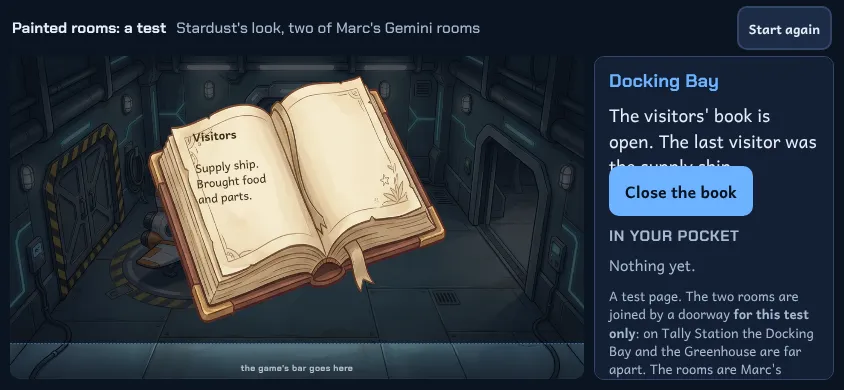 Painted rooms: a test Stardust's look, two of Marc's Gemini rooms
Start again
Visitors
Supply ship.
Brought food
and parts.
the game's bar goes here
Docking Bay
The visitors' book is
open. The last visitor was
the supply ship.
Close the book
IN YOUR POCKET
Nothing yet.
A test page. The two rooms are
joined by a doorway for this test
only: on Tally Station the Docking
Bay and the Greenhouse are far
apart. The rooms are Marc's